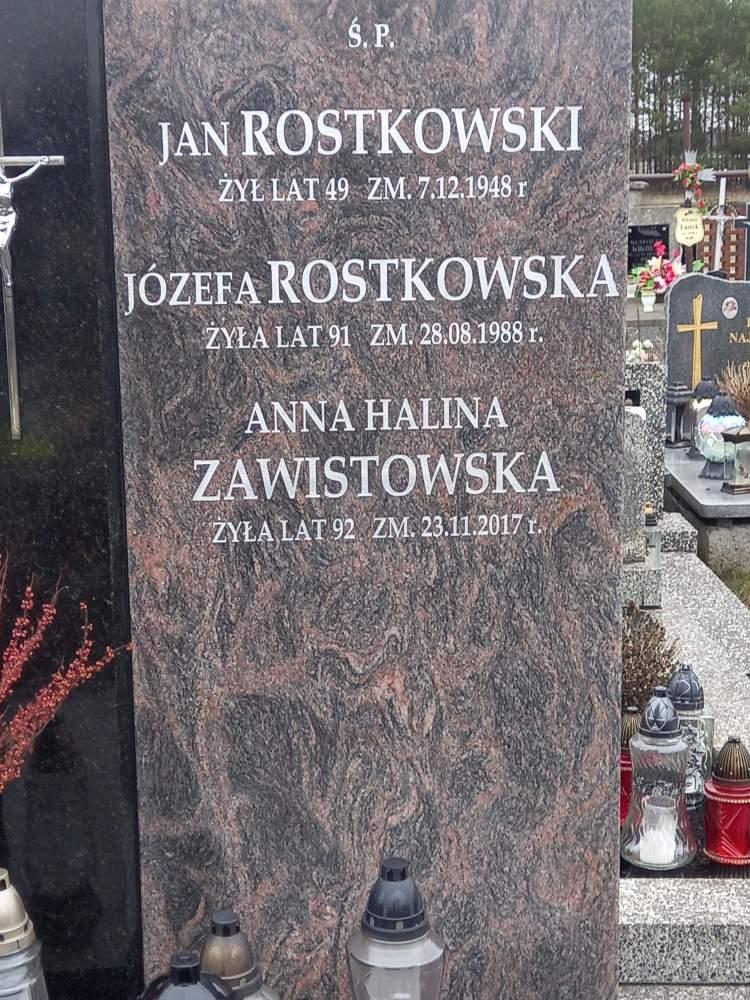 Ś. P.
JAN ROSTKOWSKI
ŻYŁ LAT 49 ZM. 7.12.1948 r
JÓZEFA ROSTKOWSKA
ŻYŁA LAT 91 ZM. 28.08.1988 r.
ANNA HALINA
ZAWISTOWSKA
ŻYŁA LAT 92 ZM. 23.11.2017 r.